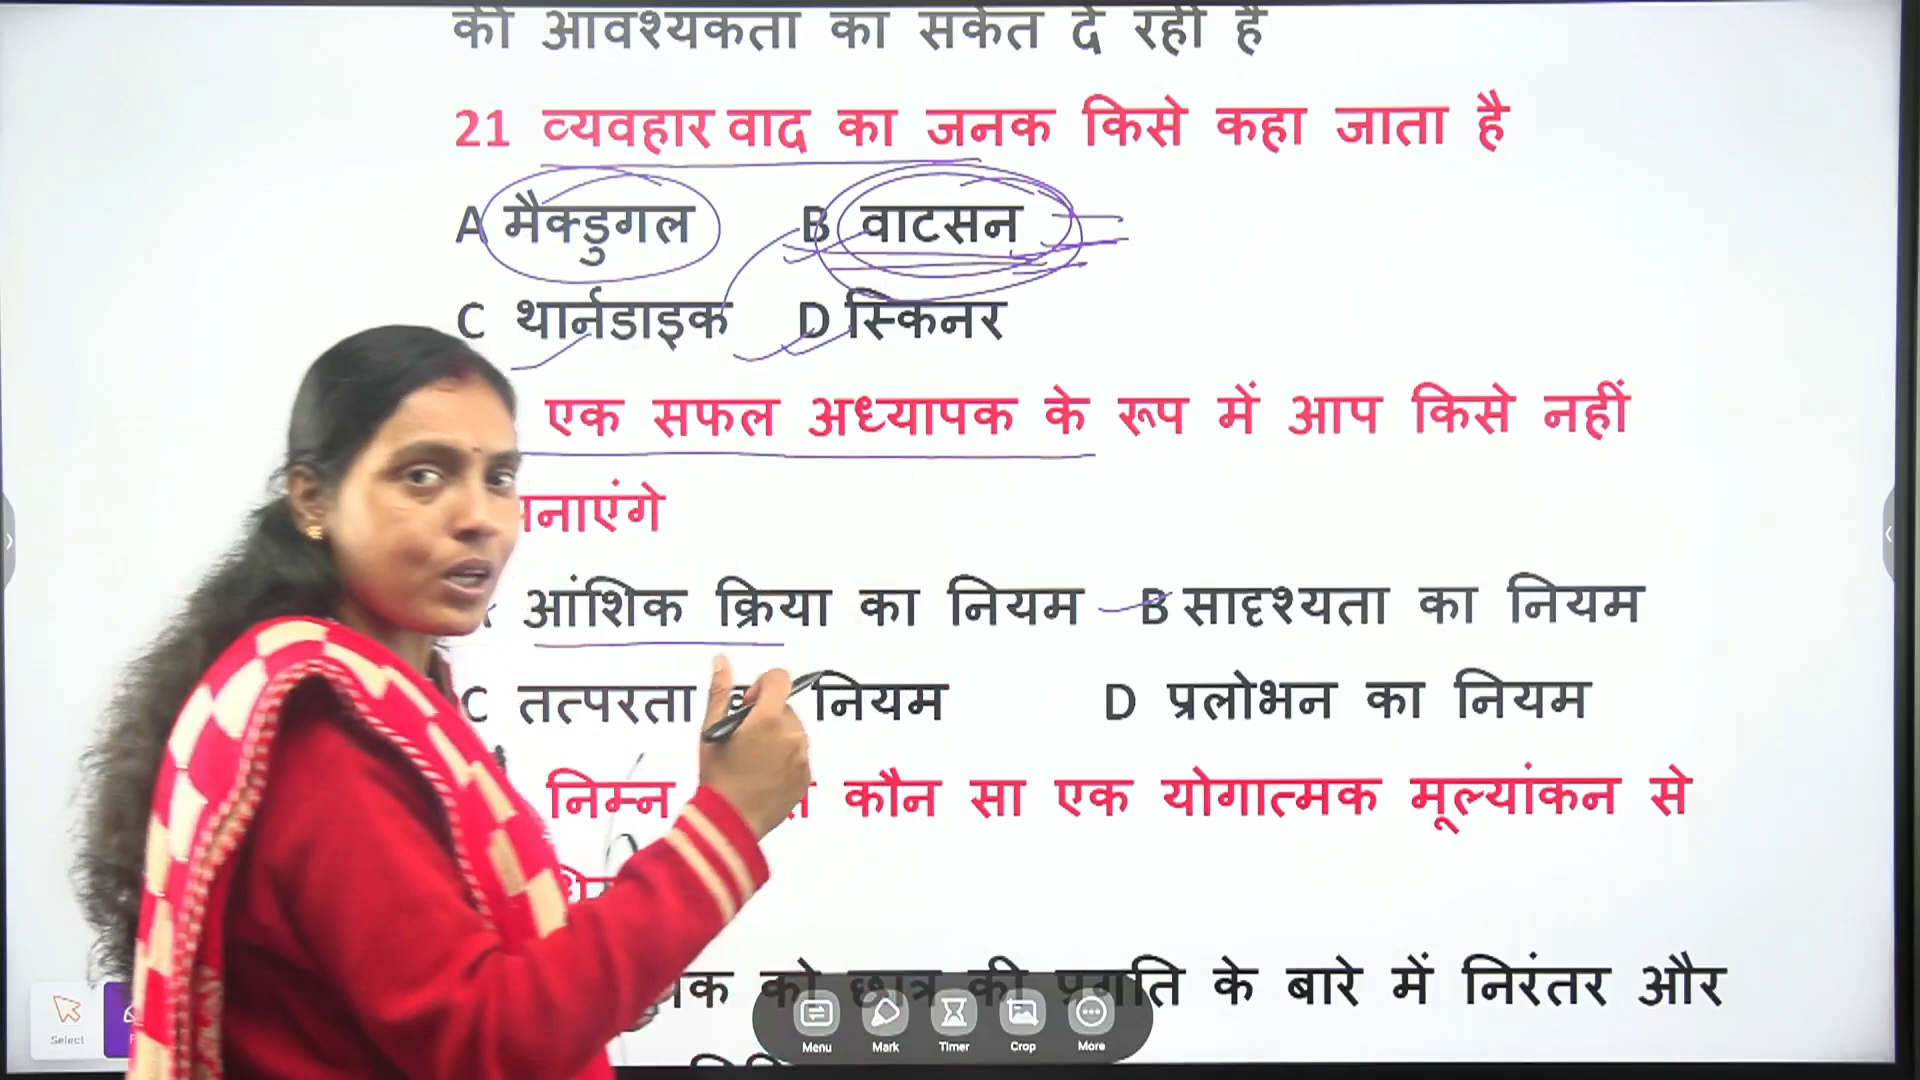 की आवश्यकता का संकेत दे रही है
21 व्यवहार वाद का जनक किसे कहा जाता है
A मैक्डुगल B वाटसन
C थार्नडाइक D स्किनर
एक सफल अध्यापक के रूप में आप किसे नहीं
नाएंगे
आंशिक क्रिया का नियम B सादृश्यता का नियम
C तत्परता नियम D प्रलोभन का नियम
निम्न कौन सा एक योगात्मक मूल्यांकन से
को छात्र की प्रगति के बारे में निरंतर और
Select
Menu Mark Timer Crop More